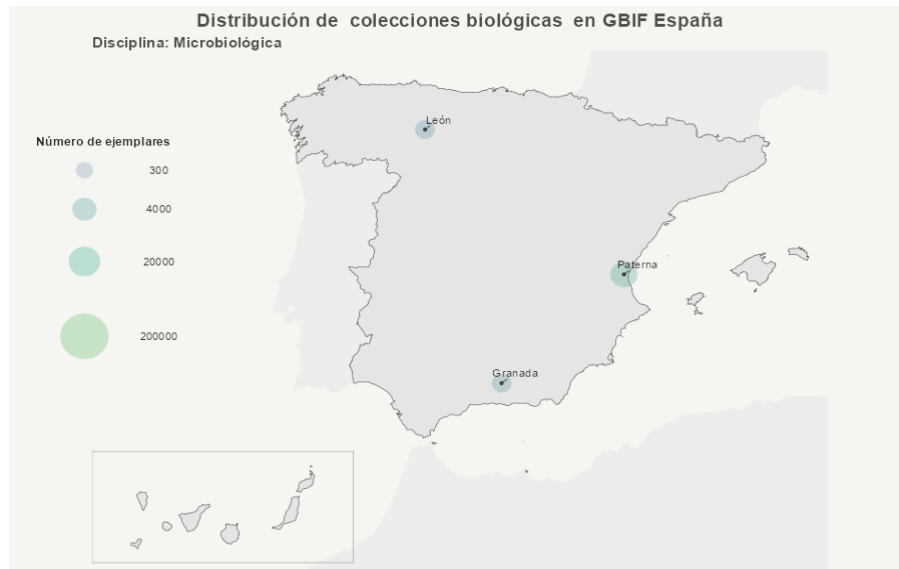 Distribución de colecciones biológicas en GBIF España
Disciplina: Microbiológica
León
Número de ejemplares
300
4000
20000
Paterna
200000
Granada